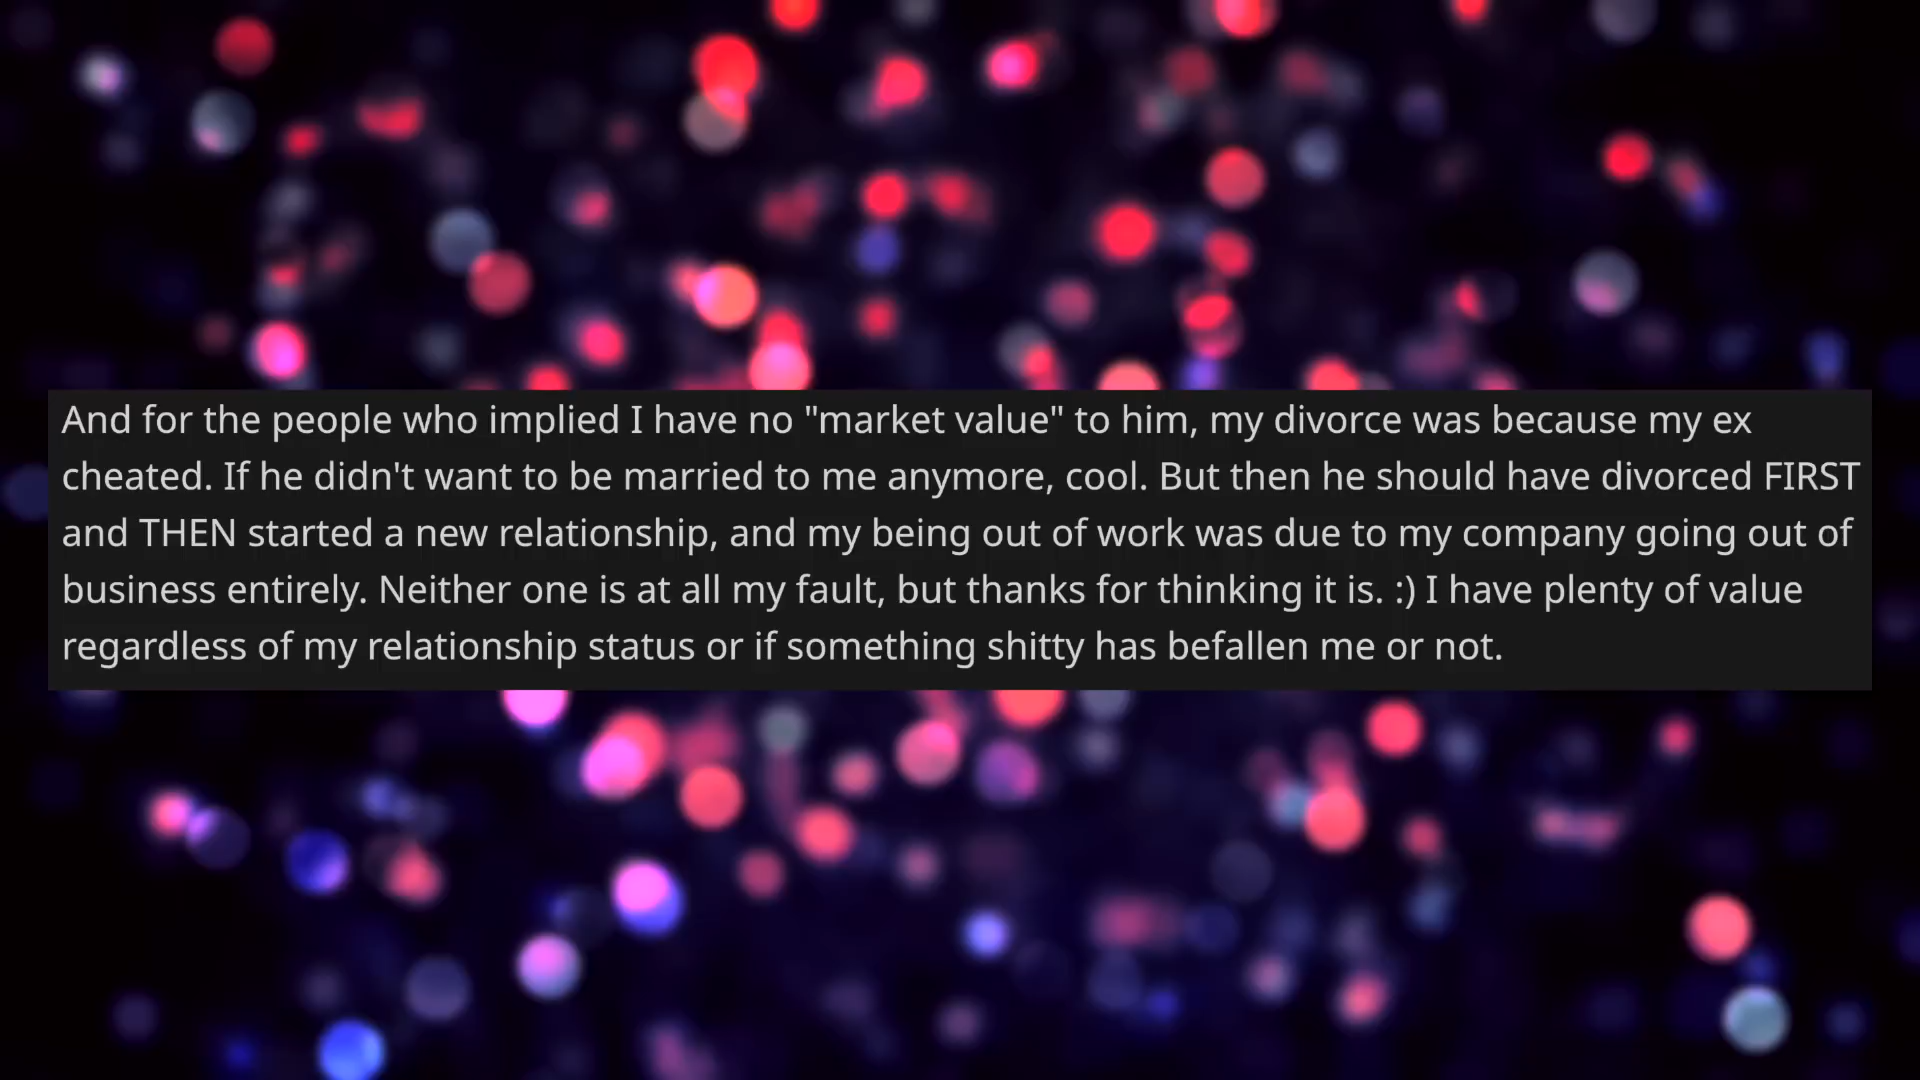 And for the people who implied I have no "market value" to him, my divorce was because my ex
cheated. If he didn't want to be married to me anymore, cool. But then he should have divorced FIRST
and THEN started a new relationship, and my being out of work was due to my company going out of
business entirely. Neither one is at all my fault, but thanks for thinking it is. :) I have plenty of value
regardless of my relationship status or if something shitty has befallen me or not.